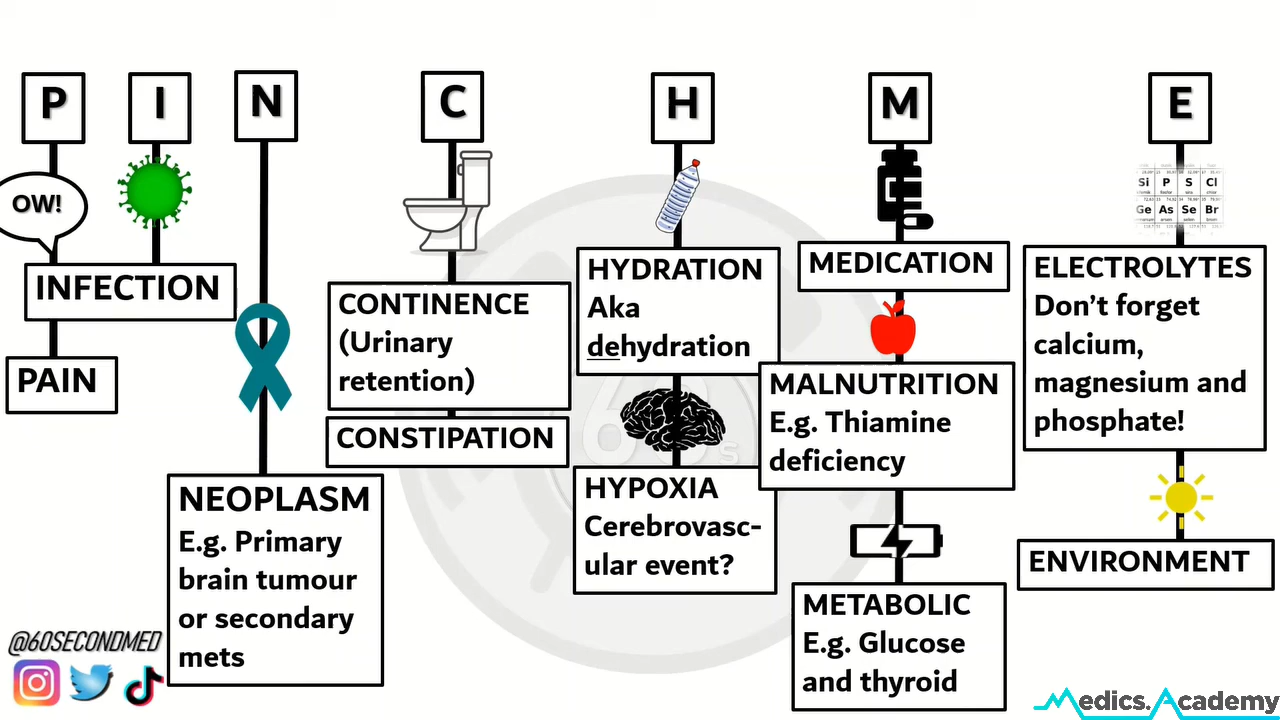 P
I
N
C
H
M
E
OW!
INFECTION
PAIN
NEOPLASM
E.g. Primary
brain tumour
or secondary
mets
CONTINENCE
(Urinary
retention)
CONSTIPATION
HYDRATION
Aka
dehydration
HYPOXIA
Cerebrovasc-
ular event?
MEDICATION
MALNUTRITION
E.g. Thiamine
deficiency
METABOLIC
E.g. Glucose
and thyroid
Si P S Cl
Ge As Se Br
ELECTROLYTES
Don't forget
calcium,
magnesium and
phosphate!
ENVIRONMENT
60
s
@60SECONDMED
Medics.Academy